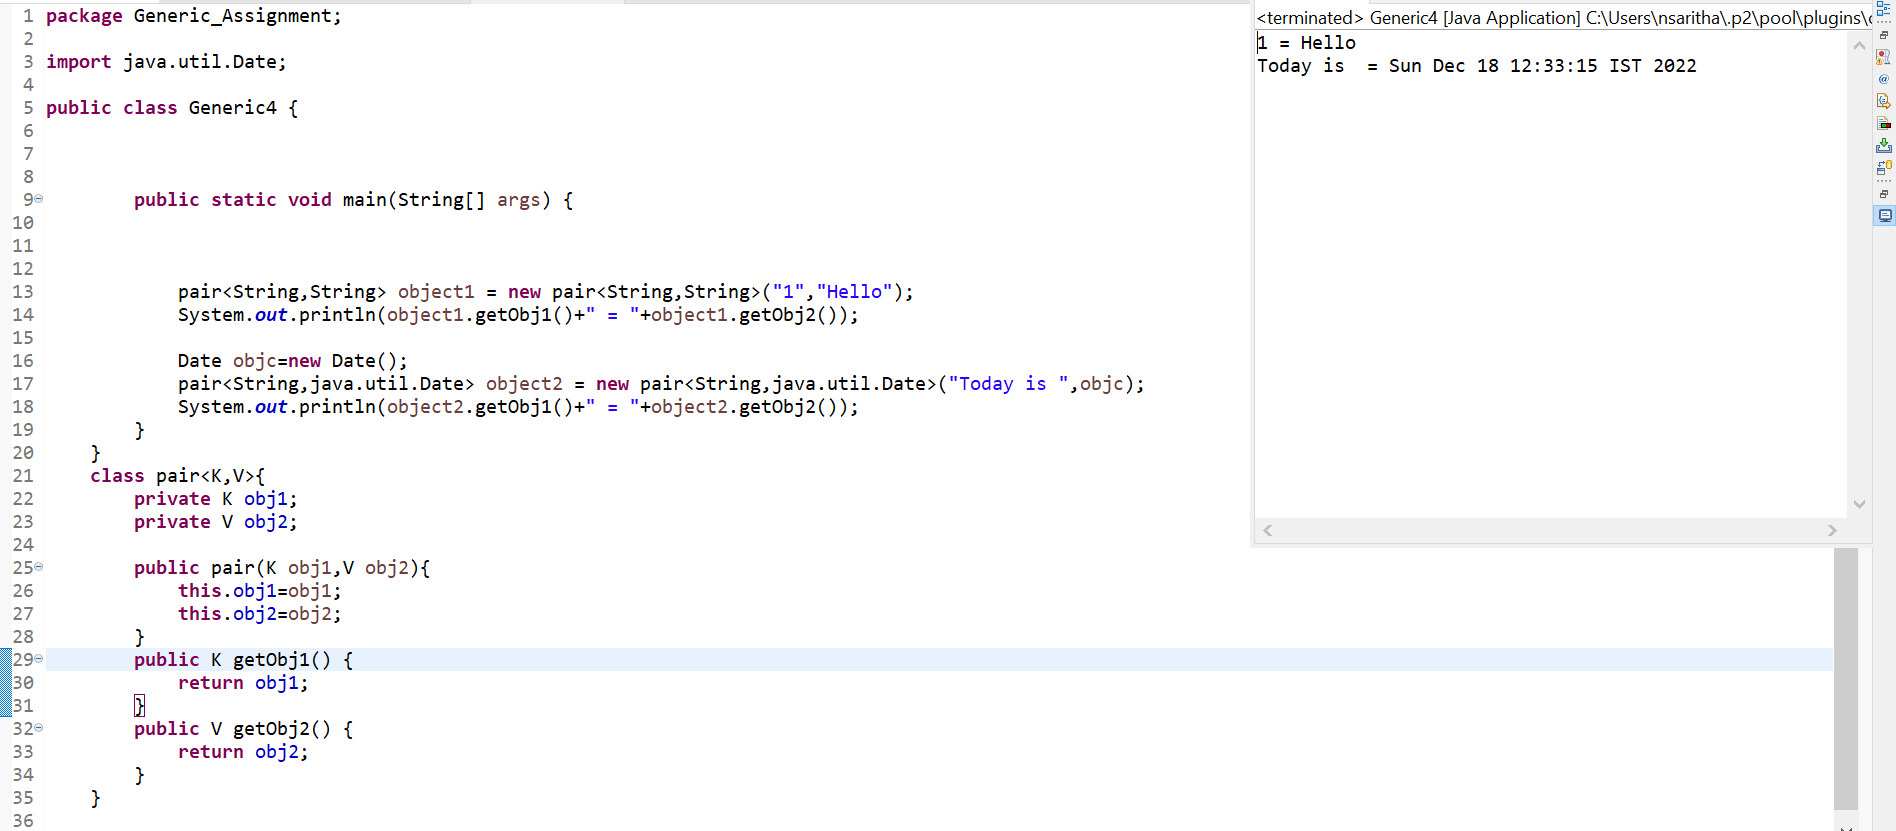 1 package Generic_Assignment;
2
3 import java.util.Date;
4
5 public class Generic4 {
6
7
8
9 public static void main(String[] args) {
10
11
12
13 pair<String,String> object1 = new pair<String,String>("1","Hello");
14 System.out.println(object1.getObj1()+" = "+object1.getObj2());
15
16 Date objc=new Date();
17 pair<String,java.util.Date> object2 = new pair<String,java.util.Date>("Today is ",objc);
18 System.out.println(object2.getObj1()+" = "+object2.getObj2());
19 }
20 }
21 class pair<K,V>{
22 private K obj1;
23 private V obj2;
24
25 public pair(K obj1,V obj2){
26 this.obj1=obj1;
27 this.obj2=obj2;
28 }
29 public K getObj1() {
30 return obj1;
31 }
32 public V getObj2() {
33 return obj2;
34 }
35 }
36
<terminated> Generic4 [Java Application] C:\Users\nsaritha\.p2\pool\plugins\
1 = Hello
Today is  = Sun Dec 18 12:33:15 IST 2022